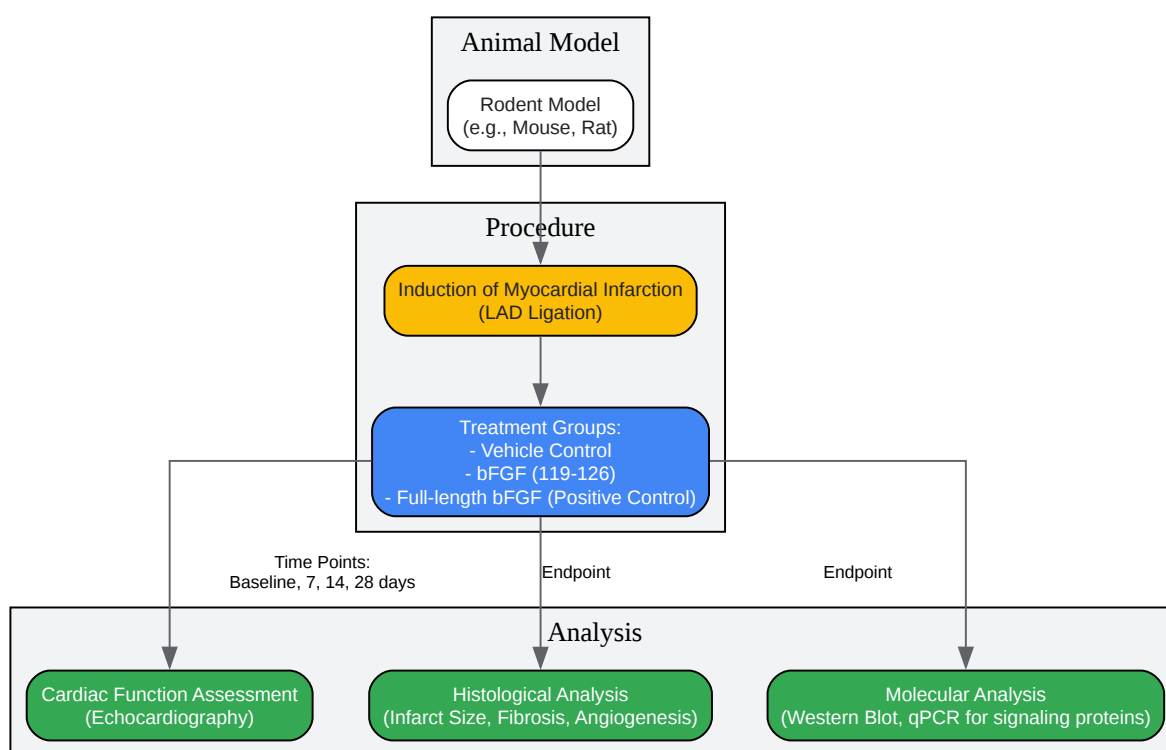 Animal Model
Rodent Model
(e.g., Mouse, Rat)
Procedure
Induction of Myocardial Infarction
(LAD Ligation)
Treatment Groups:
- Vehicle Control
- bFGF (119-126)
- Full-length bFGF (Positive Control)
Time Points:
Baseline, 7, 14, 28 days
Endpoint
Endpoint
Analysis
Cardiac Function Assessment
(Echocardiography)
Histological Analysis
(Infarct Size, Fibrosis, Angiogenesis)
Molecular Analysis
(Western Blot, qPCR for signaling proteins)